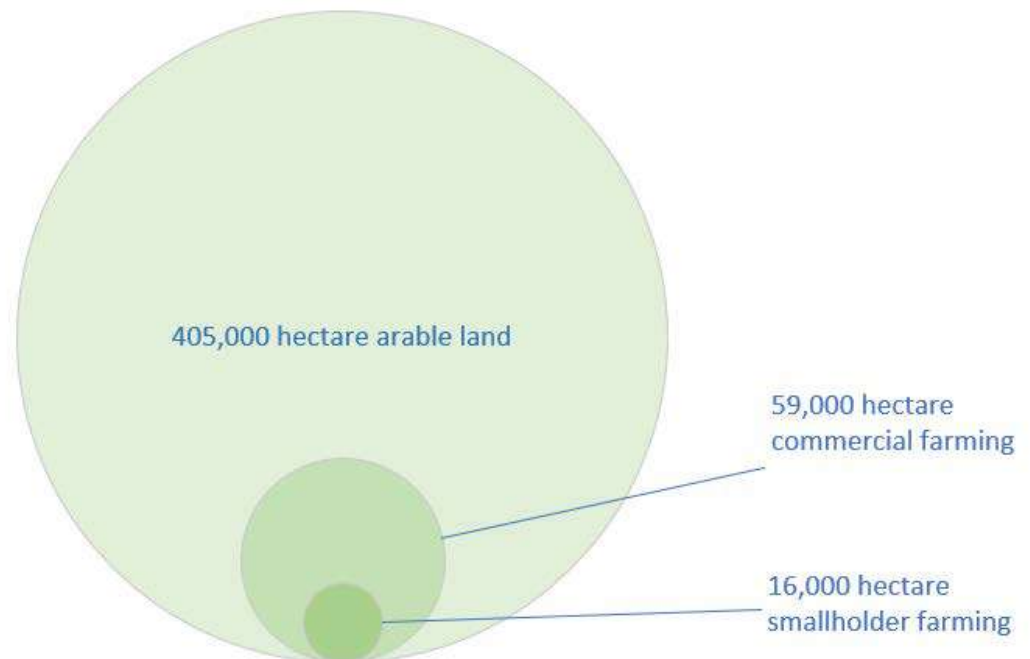 405,000 hectare arable land
59,000 hectare
commercial farming
16,000 hectare
smallholder farming